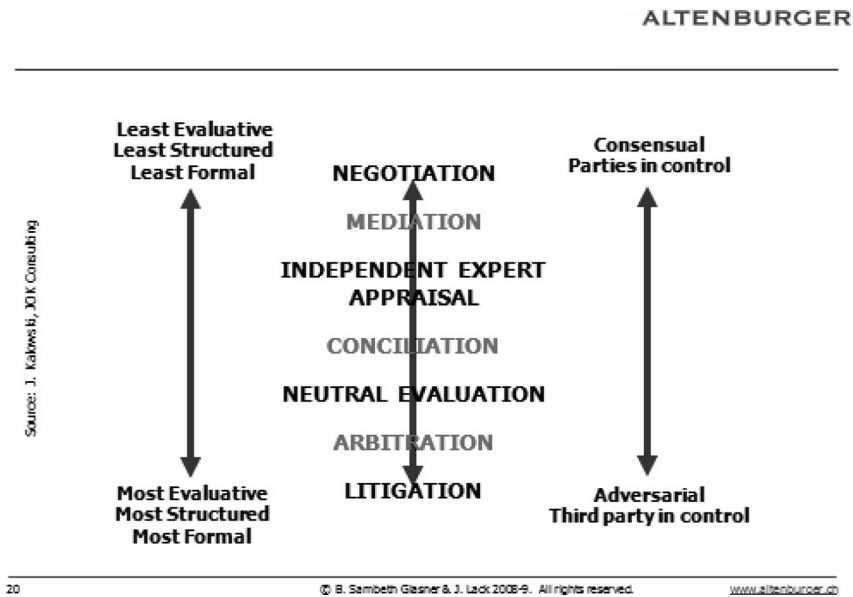 ALTENBURGER
Least Evaluative
Least Structured
Least Formal
NEGOTIATION
Consensual
Parties in control
MEDIATION
INDEPENDENT EXPERT
APPRAISAL
CONCILIATION
NEUTRAL EVALUATION
ARBITRATION
LITIGATION
Most Evaluative
Most Structured
Most Formal
Adversarial
Third party in control
Source: J. Kalowski, JOK Consulting
20
© B. Sambeth Glasner & J. Lack 2008-9. All rights reserved.
www.altenburger.ch